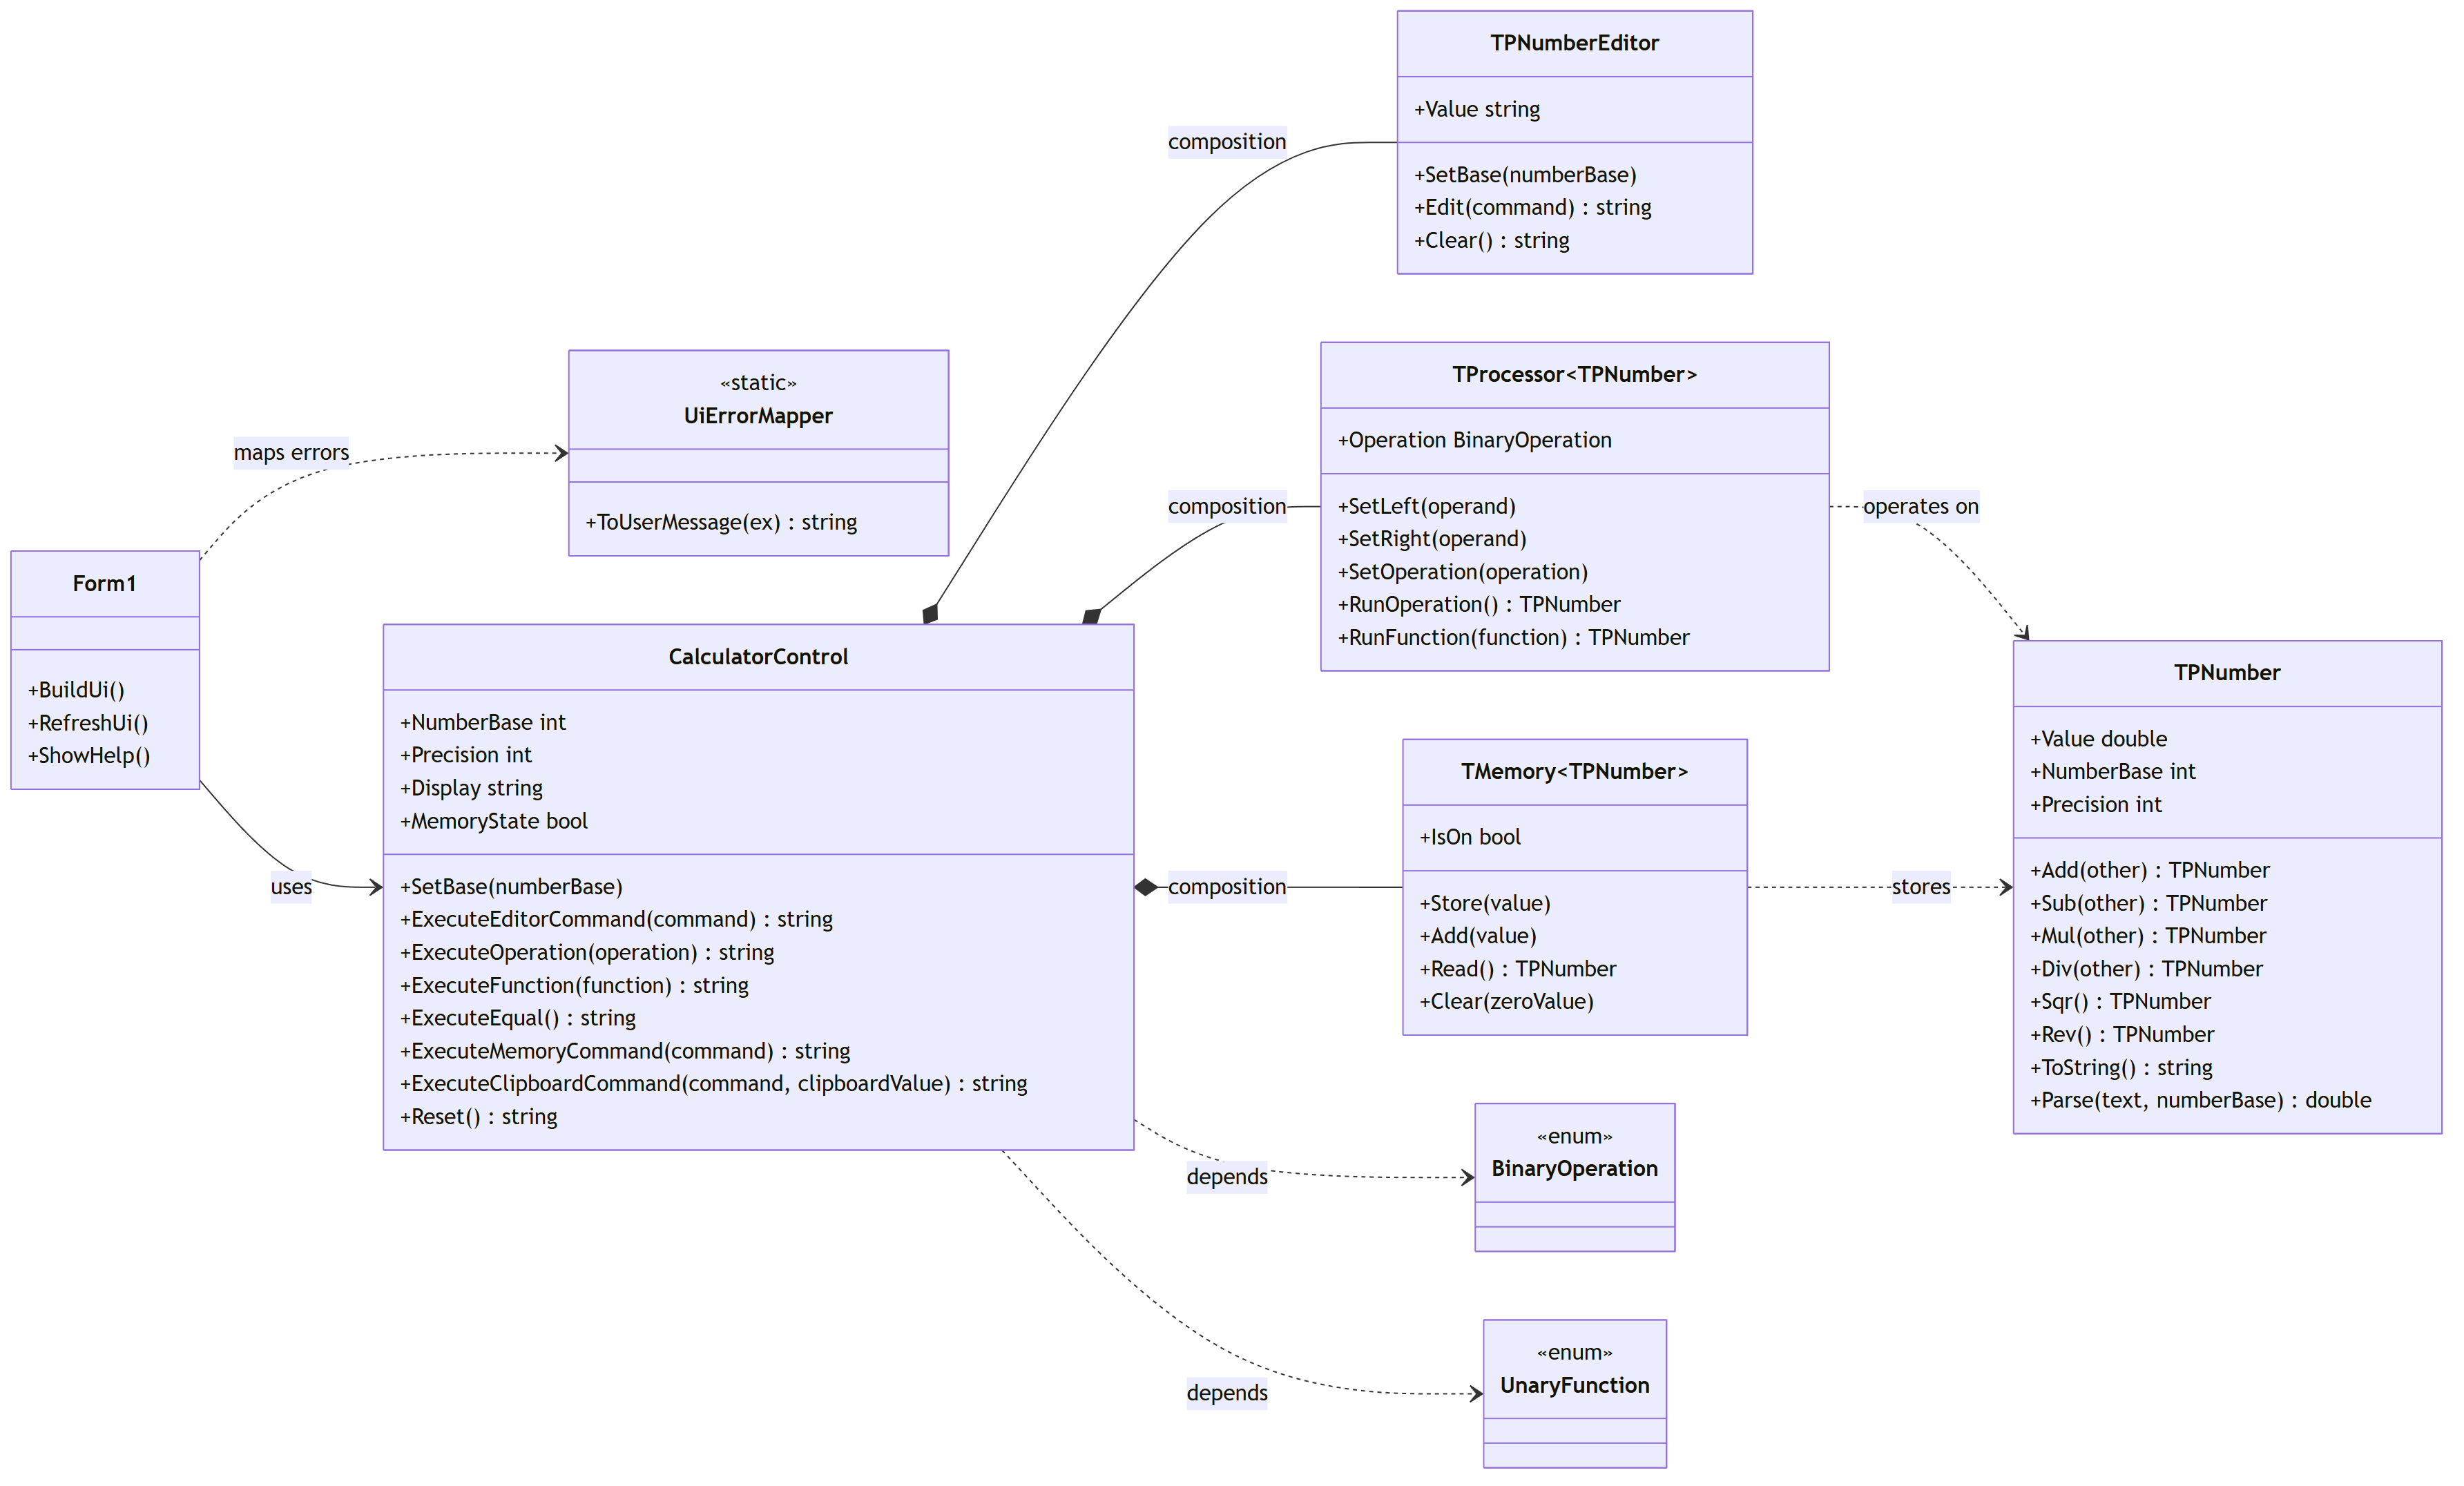 TPNumberEditor
+Value string
+SetBase(numberBase)
+Edit(command) : string
+Clear() : string
composition
«static»
UiErrorMapper
+ToUserMessage(ex) : string
maps errors
TProcessor<TPNumber>
+Operation BinaryOperation
+SetLeft(operand)
+SetRight(operand)
+SetOperation(operation)
+RunOperation() : TPNumber
+RunFunction(function) : TPNumber
composition
operates on
Form1
+BuildUi()
+RefreshUi()
+ShowHelp()
uses
CalculatorControl
+NumberBase int
+Precision int
+Display string
+MemoryState bool
+SetBase(numberBase)
+ExecuteEditorCommand(command) : string
+ExecuteOperation(operation) : string
+ExecuteFunction(function) : string
+ExecuteEqual() : string
+ExecuteMemoryCommand(command) : string
+ExecuteClipboardCommand(command, clipboardValue) : string
+Reset() : string
composition
TMemory<TPNumber>
+IsOn bool
+Store(value)
+Add(value)
+Read() : TPNumber
+Clear(zeroValue)
stores
TPNumber
+Value double
+NumberBase int
+Precision int
+Add(other) : TPNumber
+Sub(other) : TPNumber
+Mul(other) : TPNumber
+Div(other) : TPNumber
+Sqr() : TPNumber
+Rev() : TPNumber
+ToString() : string
+Parse(text, numberBase) : double
depends
«enum»
BinaryOperation
depends
«enum»
UnaryFunction